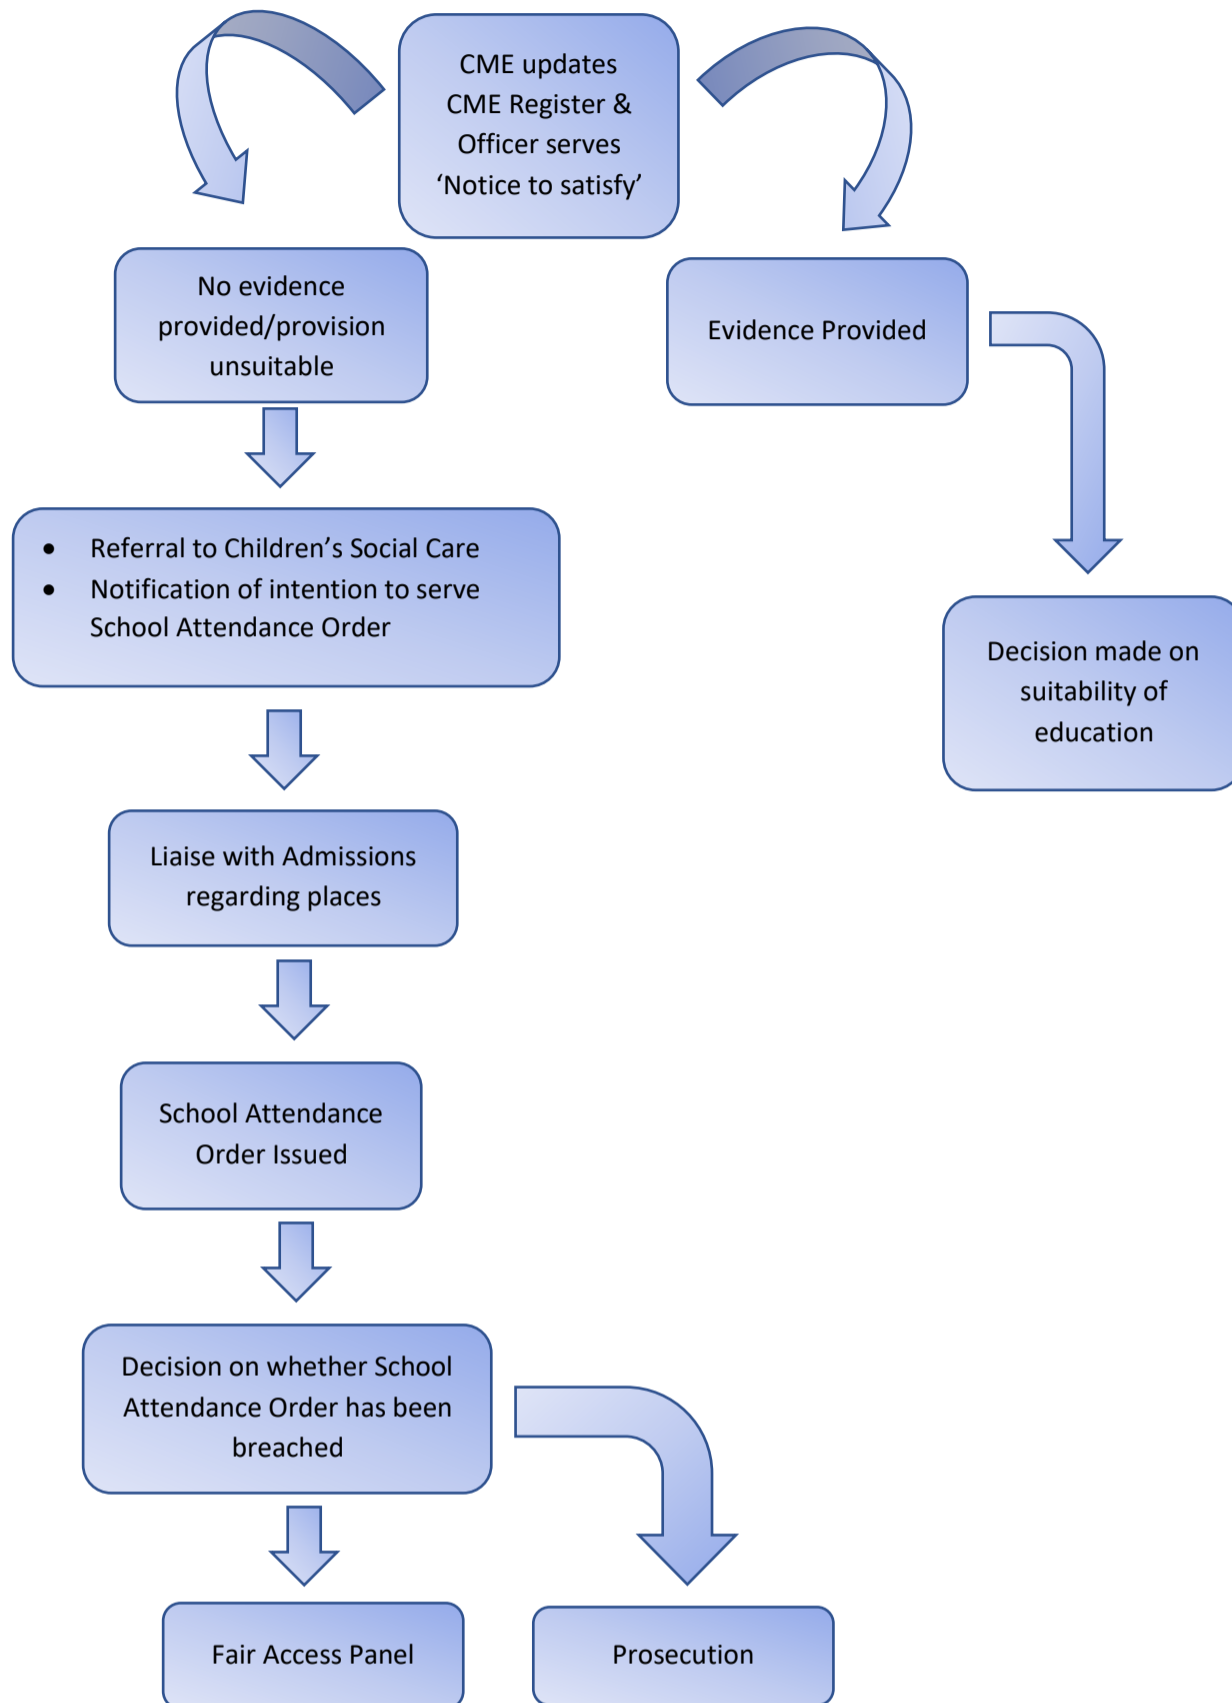 CME updates
CME Register &
Officer serves
‘Notice to satisfy’
No evidence
provided/provision
unsuitable
Evidence Provided
• Referral to Children’s Social Care
• Notification of intention to serve
School Attendance Order
Decision made on
suitability of
education
Liaise with Admissions
regarding places
School Attendance
Order Issued
Decision on whether School
Attendance Order has been
breached
Fair Access Panel
Prosecution